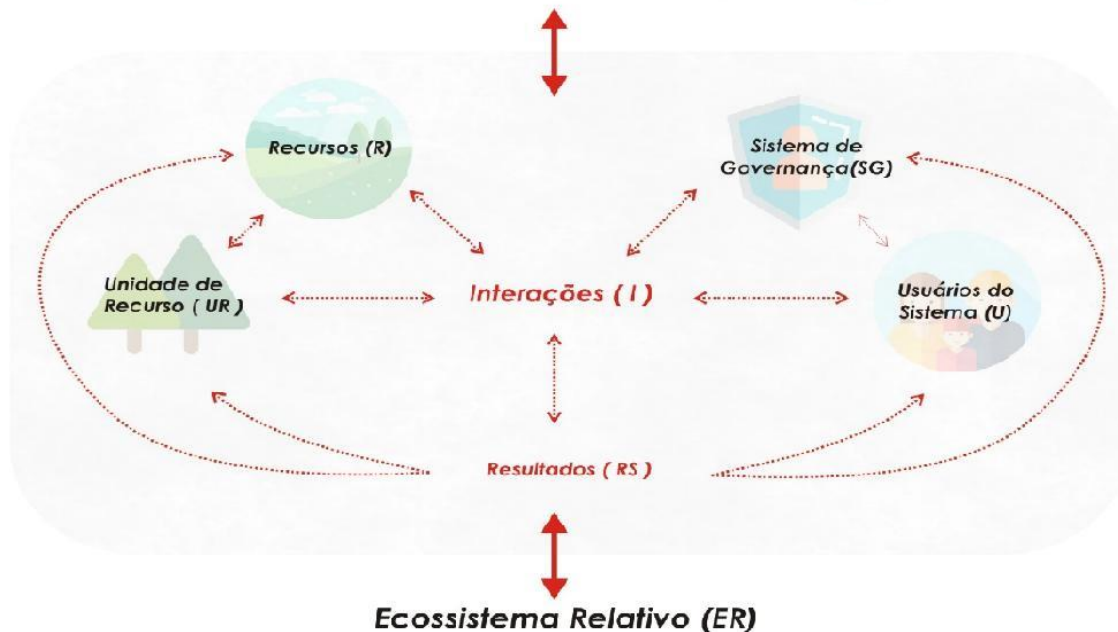 Recursos (R)
Sistema de
Governança(SG)
Unidade de
Recurso ( UR )
Interações ( I )
Usuários do
Sistema (U)
Resultados ( RS )
Ecossistema Relativo (ER)